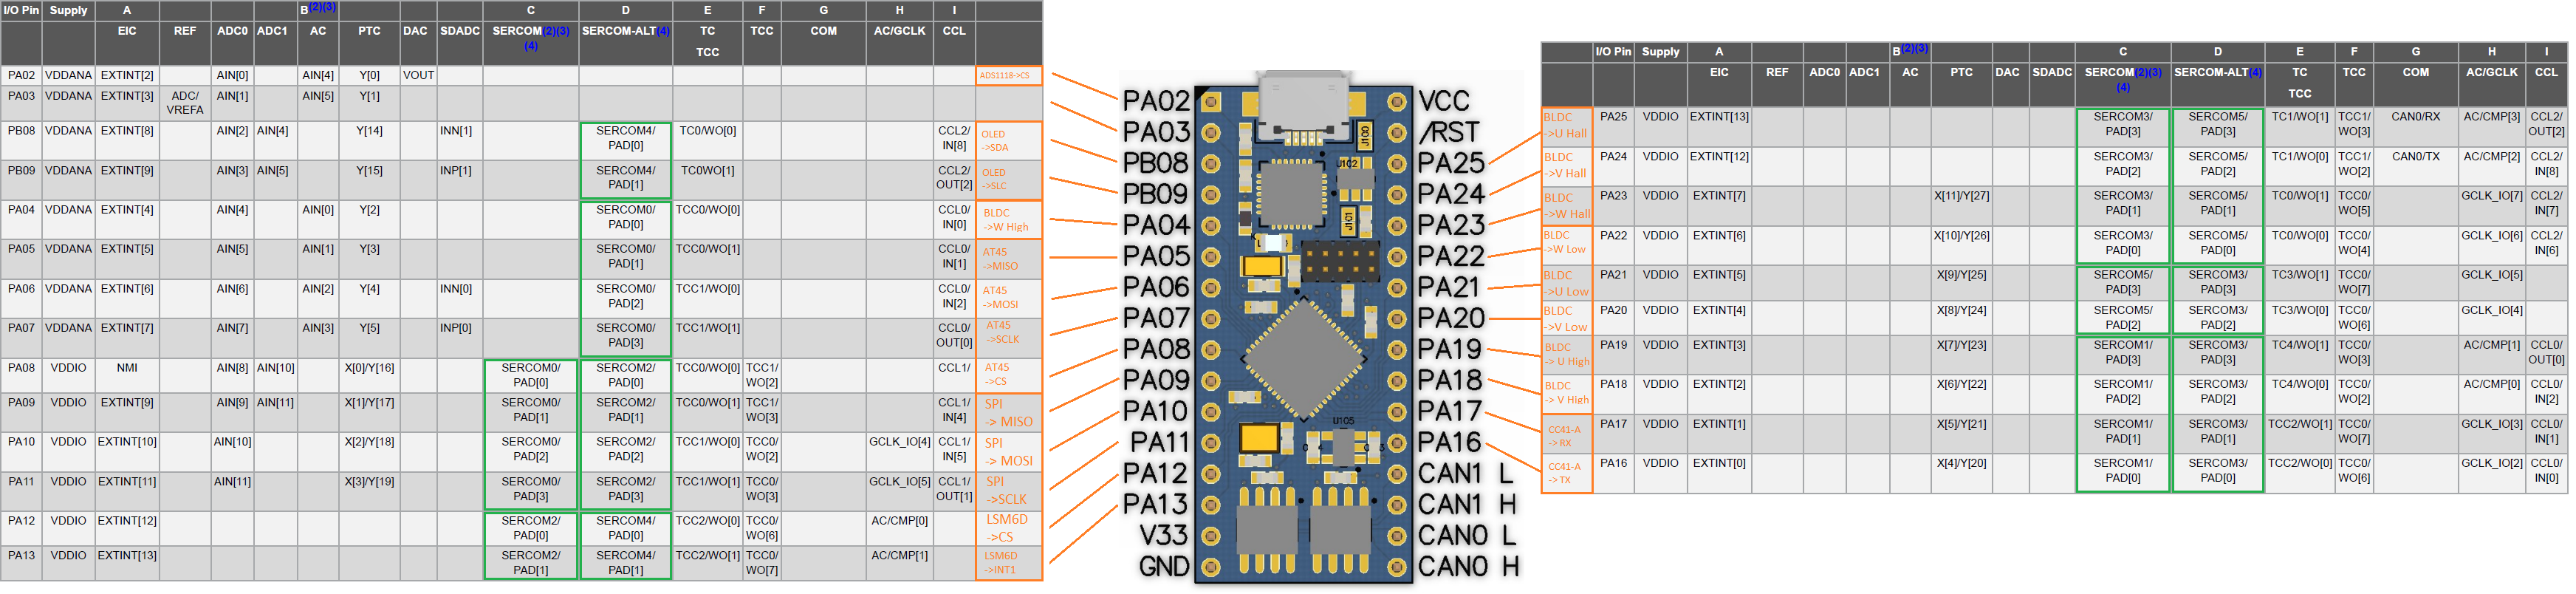 I/O Pin Supply A B(2)(3) C D E F G H I
EIC REF ADC0 ADC1 AC PTC DAC SDADC SERCOM(2)(3)(4) SERCOM-ALT(4) TC TCC TCC COM AC/GCLK CCL
PA02 VDDANA EXTINT[2] AIN[0] AIN[4] Y[0] VOUT ADS1118->CS
PA03 VDDANA EXTINT[3] ADC/VREFA AIN[1] AIN[5] Y[1]
PB08 VDDANA EXTINT[8] AIN[2] AIN[4] Y[14] INN[1] SERCOM4/PAD[0] TC0/WO[0] CCL2/IN[8] OLED ->SDA
PB09 VDDANA EXTINT[9] AIN[3] AIN[5] Y[15] INP[1] SERCOM4/PAD[1] TC0WO[1] CCL2/OUT[2] OLED ->SLC
PA04 VDDANA EXTINT[4] AIN[4] AIN[0] Y[2] SERCOM0/PAD[0] TCC0/WO[0] CCL0/IN[0] BLDC ->W High
PA05 VDDANA EXTINT[5] AIN[5] AIN[1] Y[3] SERCOM0/PAD[1] TCC0/WO[1] CCL0/IN[1] AT45 ->MISO
PA06 VDDANA EXTINT[6] AIN[6] AIN[2] Y[4] INN[0] SERCOM0/PAD[2] TCC1/WO[0] CCL0/IN[2] AT45 ->MOSI
PA07 VDDANA EXTINT[7] AIN[7] AIN[3] Y[5] INP[0] SERCOM0/PAD[3] TCC1/WO[1] CCL0/OUT[0] AT45 ->SCLK
PA08 VDDIO NMI AIN[8] AIN[10] X[0]/Y[16] SERCOM0/PAD[0] SERCOM2/PAD[0] TCC0/WO[0] TCC1/WO[2] CCL1/ AT45 ->CS
PA09 VDDIO EXTINT[9] AIN[9] AIN[11] X[1]/Y[17] SERCOM0/PAD[1] SERCOM2/PAD[1] TCC0/WO[1] TCC1/WO[3] CCL1/IN[4] SPI -> MISO
PA10 VDDIO EXTINT[10] AIN[10] X[2]/Y[18] SERCOM0/PAD[2] SERCOM2/PAD[2] TCC1/WO[0] TCC0/WO[2] GCLK_IO[4] CCL1/IN[5] SPI -> MOSI
PA11 VDDIO EXTINT[11] AIN[11] X[3]/Y[19] SERCOM0/PAD[3] SERCOM2/PAD[3] TCC1/WO[1] TCC0/WO[3] GCLK_IO[5] CCL1/OUT[1] SPI ->SCLK
PA12 VDDIO EXTINT[12] SERCOM2/PAD[0] SERCOM4/PAD[0] TCC2/WO[0] TCC0/WO[6] AC/CMP[0] LSM6D ->CS
PA13 VDDIO EXTINT[13] SERCOM2/PAD[1] SERCOM4/PAD[1] TCC2/WO[1] TCC0/WO[7] AC/CMP[1] LSM6D ->INT1
PA02 VCC
PA03 /RST
PB08 PA25
PB09 PA24
PA04 PA23
PA05 PA22
PA06 PA21
PA07 PA20
PA08 PA19
PA09 PA18
PA10 PA17
PA11 PA16
PA12 CAN1 L
PA13 CAN1 H
V33 CAN0 L
GND CAN0 H
J100
U102
J101
U105
I/O Pin Supply A B(2)(3) C D E F G H I
EIC REF ADC0 ADC1 AC PTC DAC SDADC SERCOM(2)(3)(4) SERCOM-ALT(4) TC TCC TCC COM AC/GCLK CCL
BLDC ->U Hall PA25 VDDIO EXTINT[13] SERCOM3/PAD[3] SERCOM5/PAD[3] TC1/WO[1] TCC1/WO[3] CAN0/RX AC/CMP[3] CCL2/OUT[2]
BLDC ->V Hall PA24 VDDIO EXTINT[12] SERCOM3/PAD[2] SERCOM5/PAD[2] TC1/WO[0] TCC1/WO[2] CAN0/TX AC/CMP[2] CCL2/IN[8]
BLDC ->W Hall PA23 VDDIO EXTINT[7] X[11]/Y[27] SERCOM3/PAD[1] SERCOM5/PAD[1] TC0/WO[1] TCC0/WO[5] GCLK_IO[7] CCL2/IN[7]
BLDC ->W Low PA22 VDDIO EXTINT[6] X[10]/Y[26] SERCOM3/PAD[0] SERCOM5/PAD[0] TC0/WO[0] TCC0/WO[4] GCLK_IO[6] CCL2/IN[6]
BLDC ->U Low PA21 VDDIO EXTINT[5] X[9]/Y[25] SERCOM5/PAD[3] SERCOM3/PAD[3] TC3/WO[1] TCC0/WO[7] GCLK_IO[5]
BLDC ->V Low PA20 VDDIO EXTINT[4] X[8]/Y[24] SERCOM5/PAD[2] SERCOM3/PAD[2] TC3/WO[0] TCC0/WO[6] GCLK_IO[4]
BLDC -> U High PA19 VDDIO EXTINT[3] X[7]/Y[23] SERCOM1/PAD[3] SERCOM3/PAD[3] TC4/WO[1] TCC0/WO[3] AC/CMP[1] CCL0/OUT[0]
BLDC -> V High PA18 VDDIO EXTINT[2] X[6]/Y[22] SERCOM1/PAD[2] SERCOM3/PAD[2] TC4/WO[0] TCC0/WO[2] AC/CMP[0] CCL0/IN[2]
CC41-A -> RX PA17 VDDIO EXTINT[1] X[5]/Y[21] SERCOM1/PAD[1] SERCOM3/PAD[1] TCC2/WO[1] TCC0/WO[7] GCLK_IO[3] CCL0/IN[1]
CC41-A -> TX PA16 VDDIO EXTINT[0] X[4]/Y[20] SERCOM1/PAD[0] SERCOM3/PAD[0] TCC2/WO[0] TCC0/WO[6] GCLK_IO[2] CCL0/IN[0]